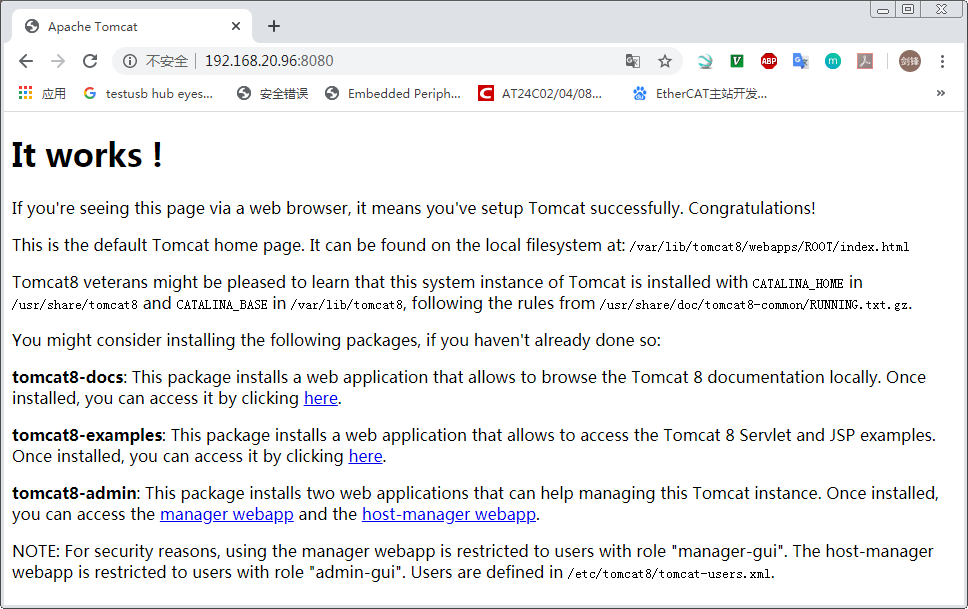 Apache Tomcat
不安全 192.168.20.96:8080
ABP
m
剑锋
应用 testusb hub eyes... 安全错误 Embedded Periph... AT24C02/04/08... EtherCAT主站开发... »
It works !
If you're seeing this page via a web browser, it means you've setup Tomcat successfully. Congratulations!
This is the default Tomcat home page. It can be found on the local filesystem at: /var/lib/tomcat8/webapps/ROOT/index.html
Tomcat8 veterans might be pleased to learn that this system instance of Tomcat is installed with CATALINA_HOME in
/usr/share/tomcat8 and CATALINA_BASE in /var/lib/tomcat8, following the rules from /usr/share/doc/tomcat8-common/RUNNING.txt.gz.
You might consider installing the following packages, if you haven't already done so:
tomcat8-docs: This package installs a web application that allows to browse the Tomcat 8 documentation locally. Once
installed, you can access it by clicking here.
tomcat8-examples: This package installs a web application that allows to access the Tomcat 8 Servlet and JSP examples.
Once installed, you can access it by clicking here.
tomcat8-admin: This package installs two web applications that can help managing this Tomcat instance. Once installed,
you can access the manager webapp and the host-manager webapp.
NOTE: For security reasons, using the manager webapp is restricted to users with role "manager-gui". The host-manager
webapp is restricted to users with role "admin-gui". Users are defined in /etc/tomcat8/tomcat-users.xml.